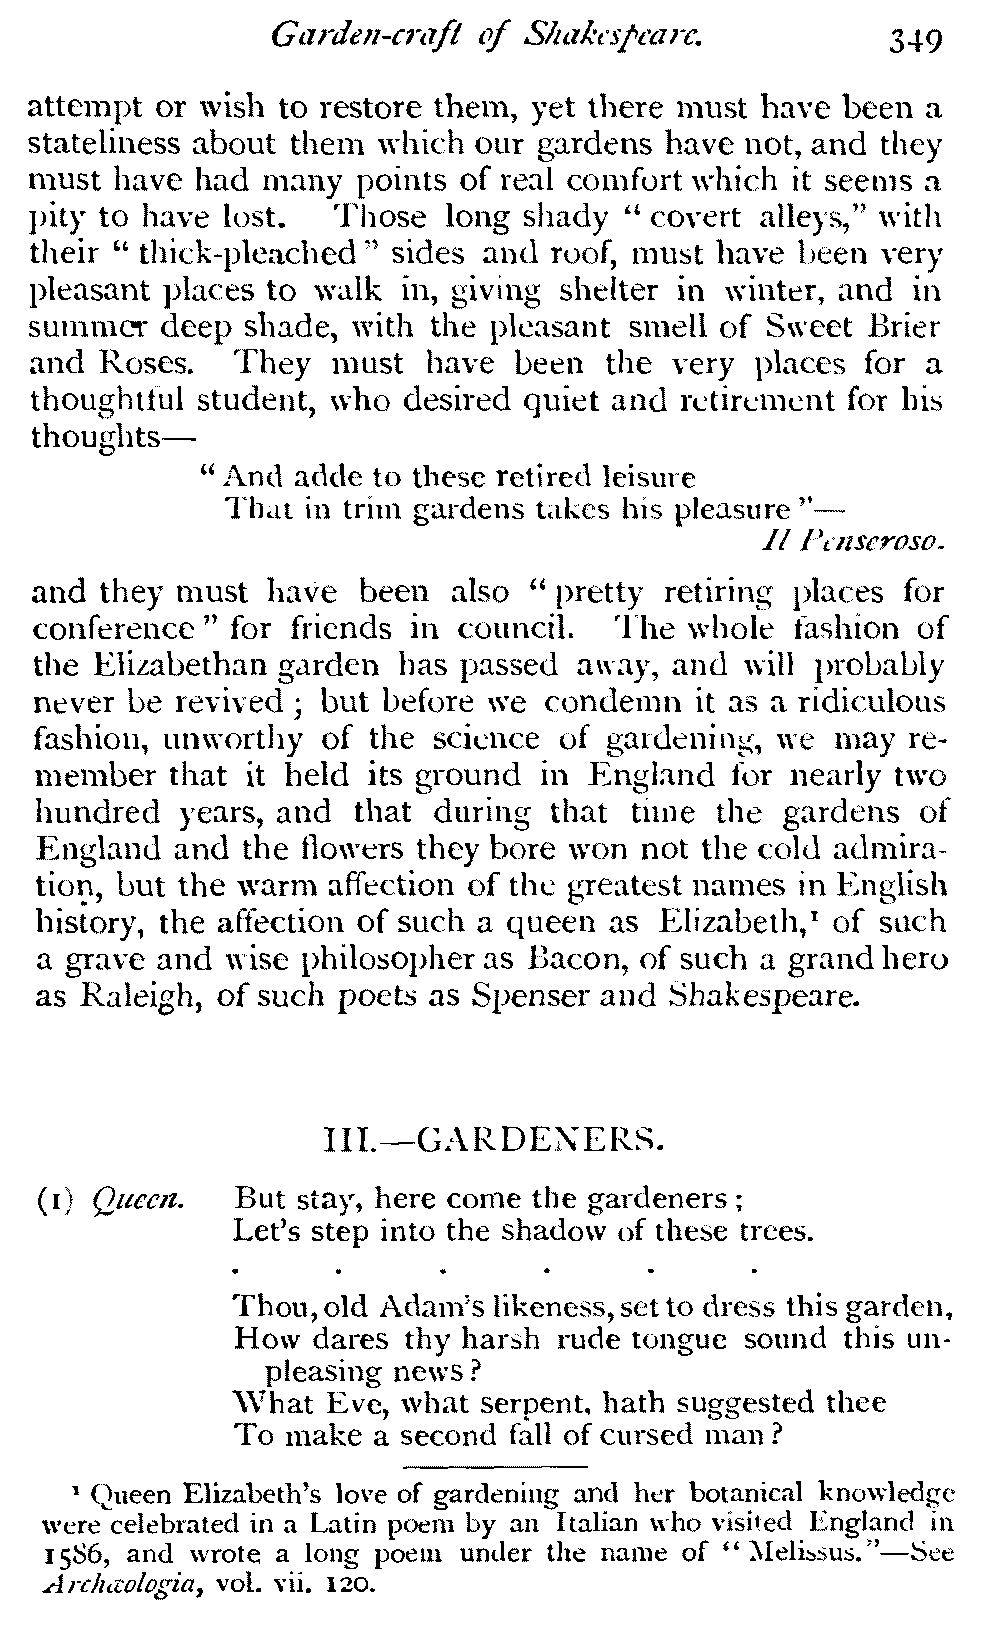 Garden-craft of Shakespeare. 349
attempt or wish to restore them, yet there must have been a
stateliness about them which our gardens have not, and they
must have had many points of real comfort which it seems a
pity to have lost. Those long shady “ covert alleys,” with
their “ thick-pleached ” sides and roof, must have been very
pleasant places to walk in, giving shelter in winter, and in
summer deep shade, with the pleasant smell of Sweet Brier
and Roses. They must have been the very places for a
thoughtful student, who desired quiet and retirement for his
thoughts—
“ And adde to these retired leisure
That in trim gardens takes his pleasure ”—
Il Penseroso.
and they must have been also “ pretty retiring places for
conference ” for friends in council. The whole fashion of
the Elizabethan garden has passed away, and will probably
never be revived ; but before we condemn it as a ridiculous
fashion, unworthy of the science of gardening, we may re-
member that it held its ground in England for nearly two
hundred years, and that during that time the gardens of
England and the flowers they bore won not the cold admira-
tion, but the warm affection of the greatest names in English
history, the affection of such a queen as Elizabeth,¹ of such
a grave and wise philosopher as Bacon, of such a grand hero
as Raleigh, of such poets as Spenser and Shakespeare.
III.—GARDENERS.
(1) Queen. But stay, here come the gardeners ;
Let's step into the shadow of these trees.
. . . . . .
Thou, old Adam's likeness, set to dress this garden,
How dares thy harsh rude tongue sound this un-
pleasing news ?
What Eve, what serpent, hath suggested thee
To make a second fall of cursed man ?
¹ Queen Elizabeth's love of gardening and her botanical knowledge
were celebrated in a Latin poem by an Italian who visited England in
1586, and wrote a long poem under the name of “ Melissus.”—See
Archæologia, vol. vii. 120.